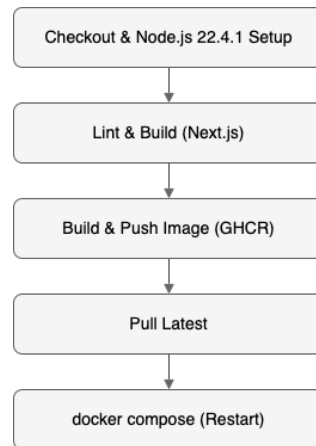 Checkout & Node.js 22.4.1 Setup
Lint & Build (Next.js)
Build & Push Image (GHCR)
Pull Latest
docker compose (Restart)